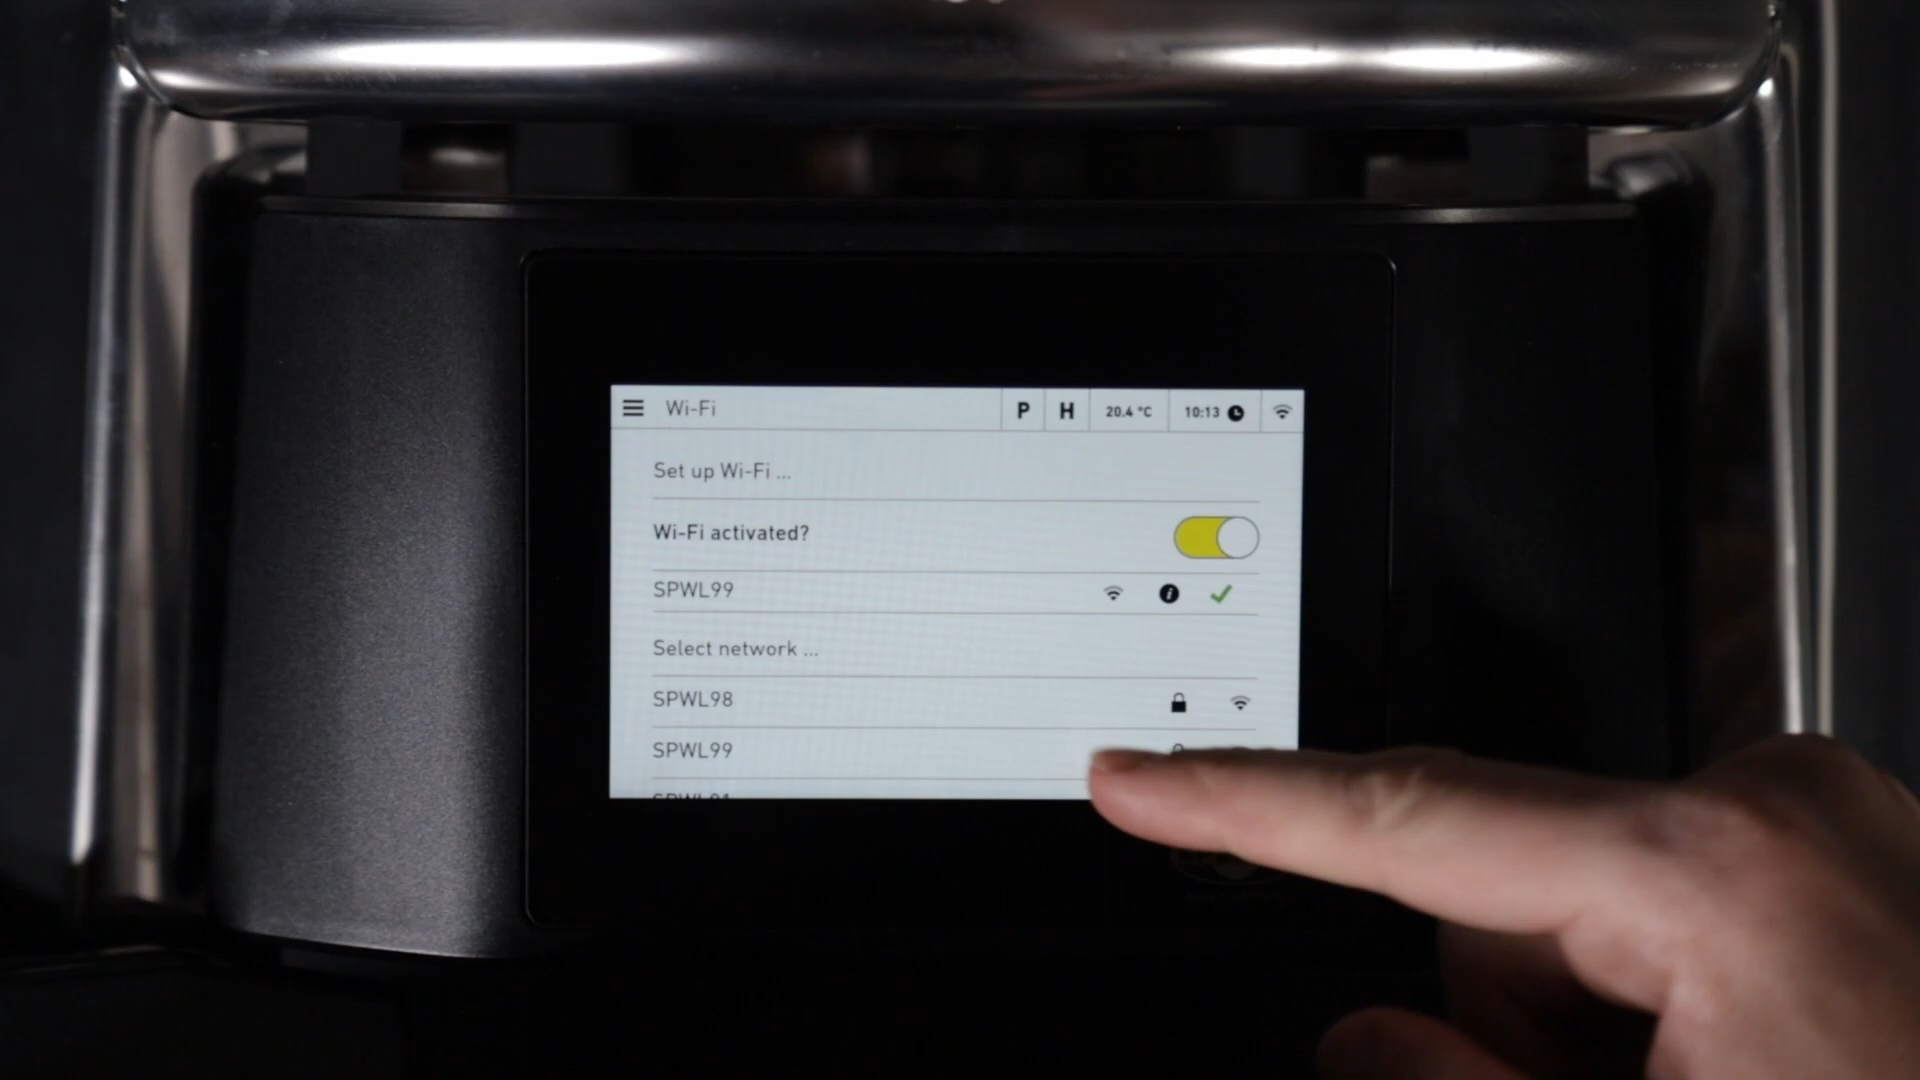 Wi-Fi P H 20.4 °C 10:13
Set up Wi-Fi ...
Wi-Fi activated?
SPWL99
Select network ...
SPWL98
SPWL99